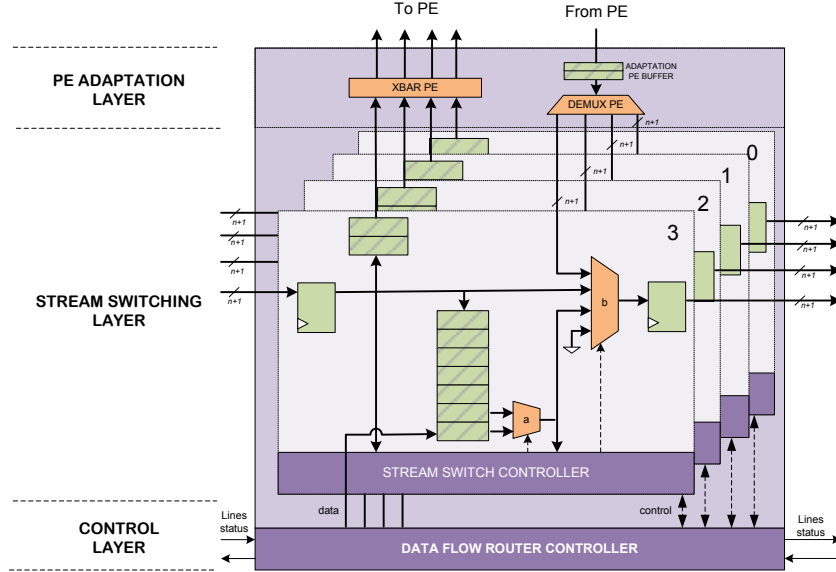 To PE
From PE
PE ADAPTATION
LAYER
XBAR PE
ADAPTATION
PE BUFFER
DEMUX PE
n+1
n+1
n+1
n+1
0
1
2
3
n+1
n+1
n+1
n+1
n+1
n+1
n+1
n+1
STREAM SWITCHING
LAYER
b
a
STREAM SWITCH CONTROLLER
data
control
CONTROL
LAYER
Lines
status
DATA FLOW ROUTER CONTROLLER
Lines
status